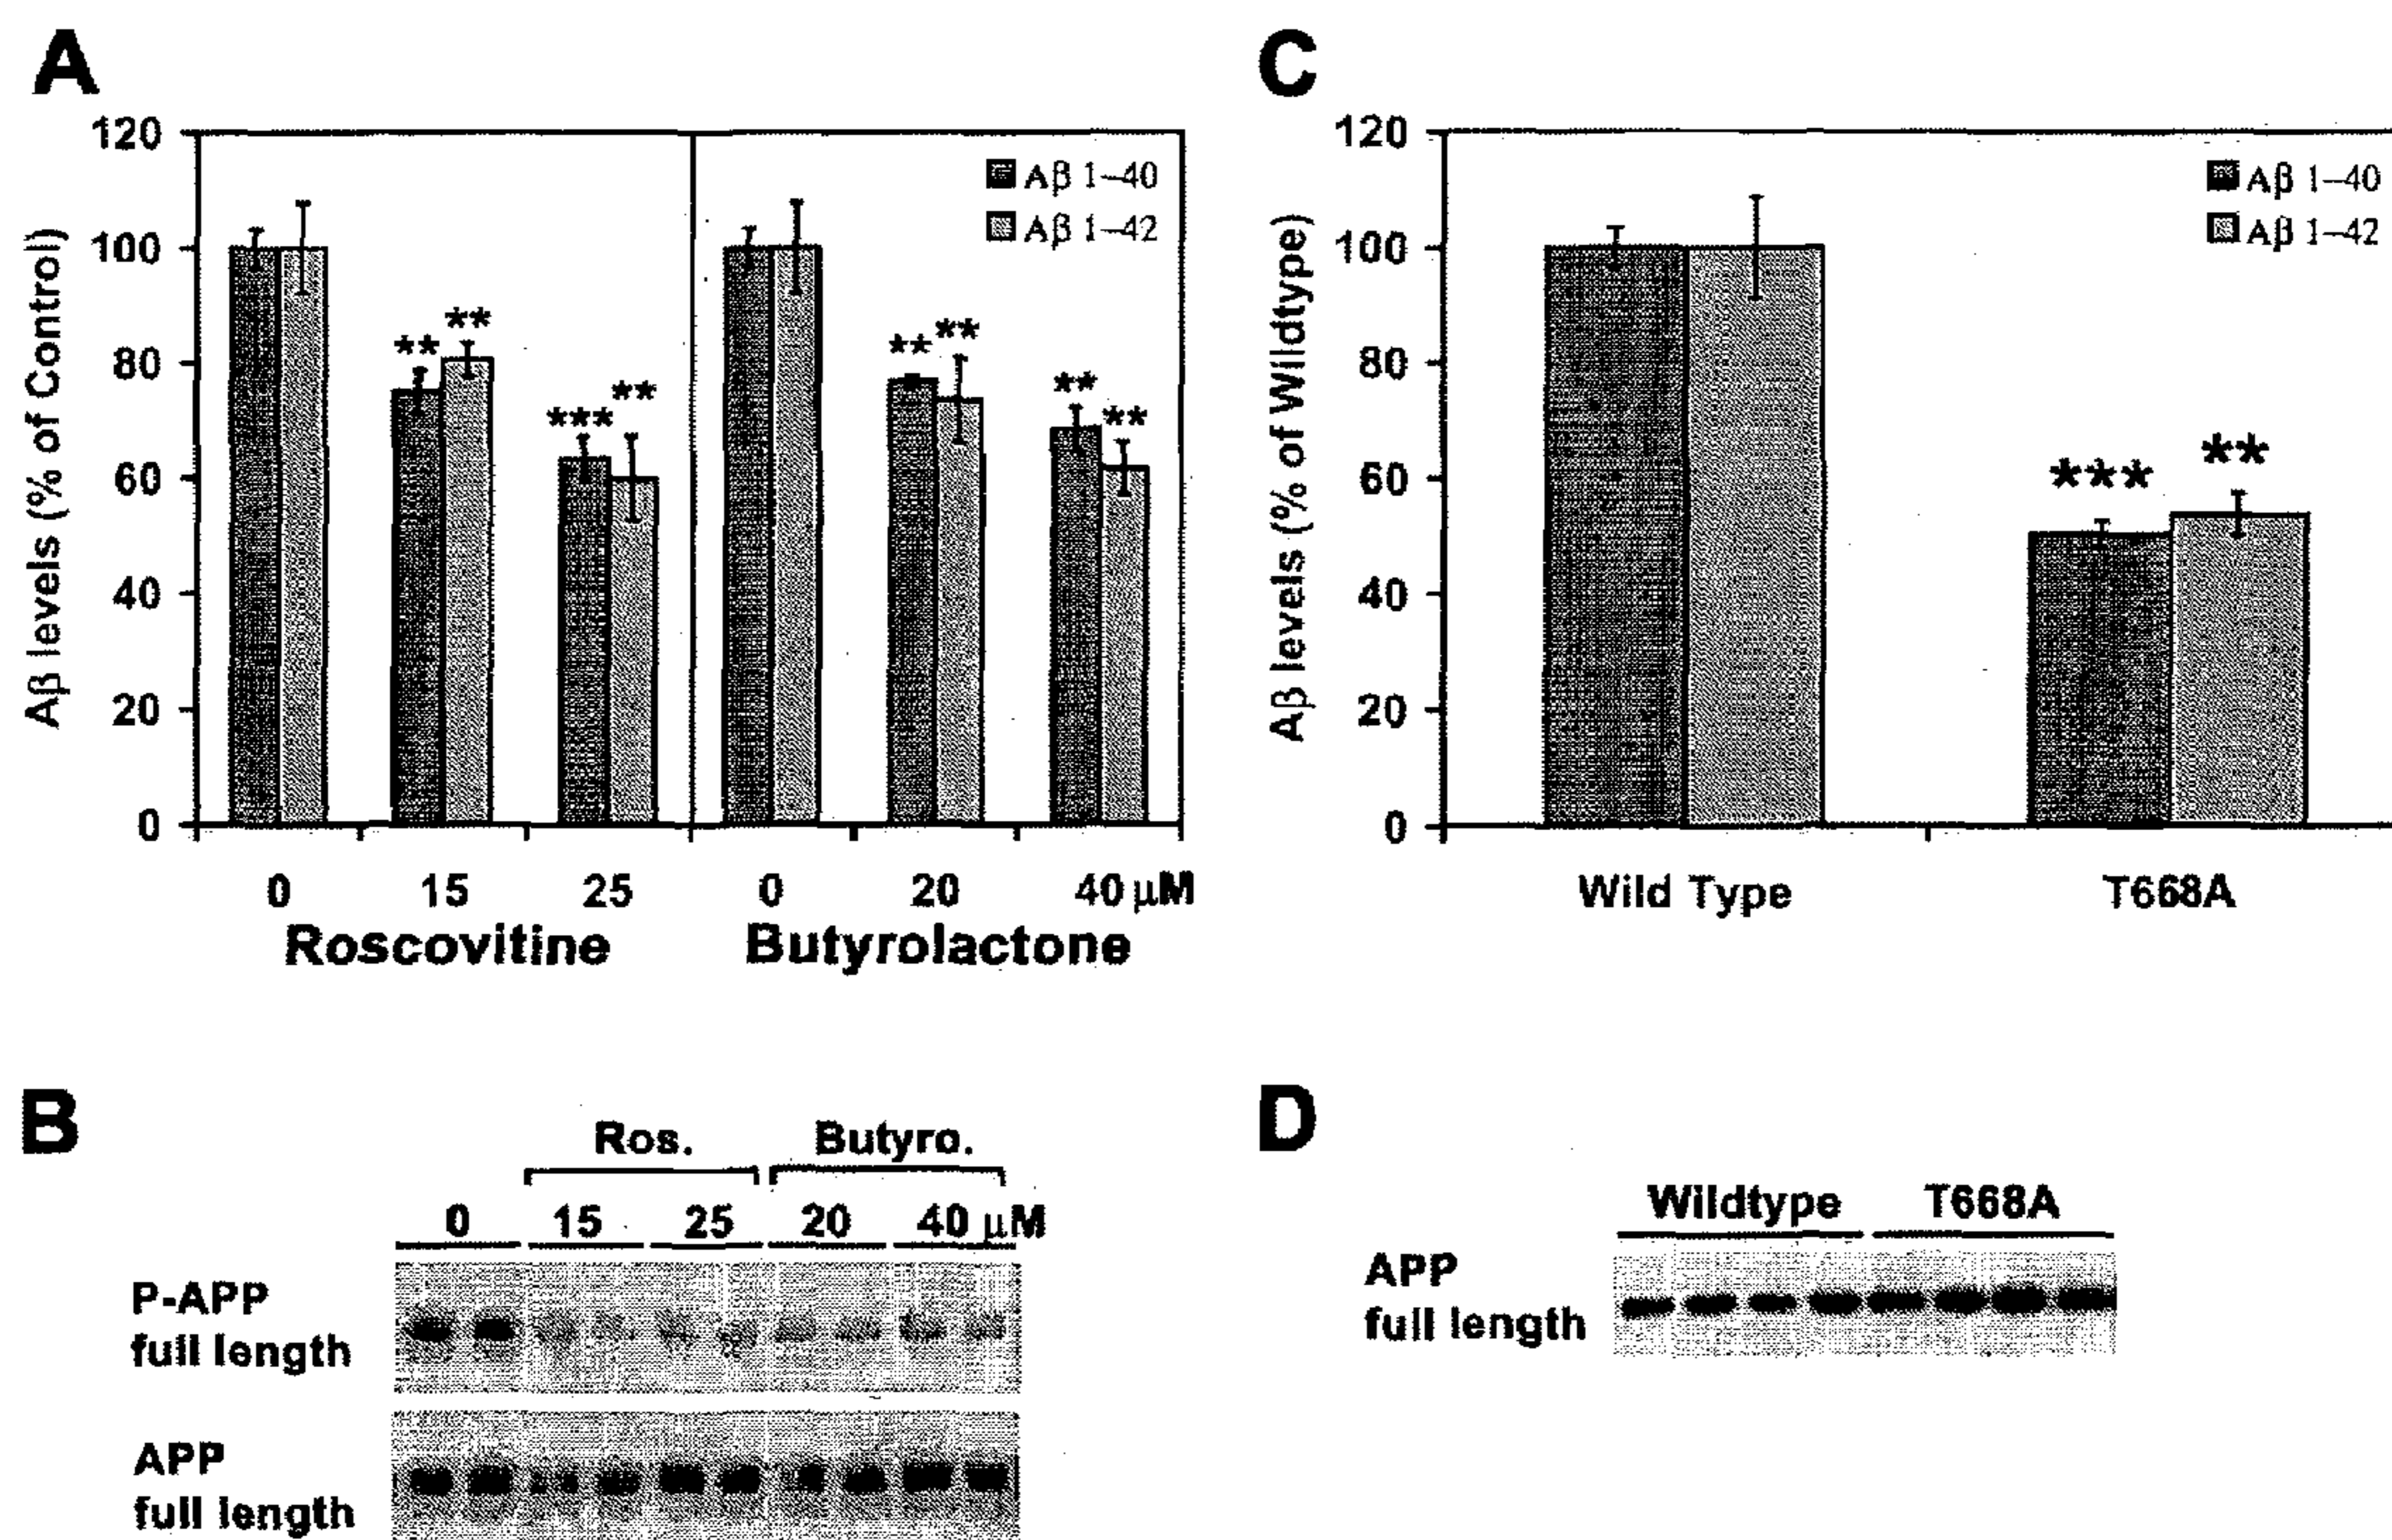 A
120
100
80
60
40
20
0
Aβ levels (% of Control)
Aβ 1–40
Aβ 1–42
** **
*** **
** **
** **
0 15 25 0 20 40 μM
Roscovitine Butyrolactone
C
120
100
80
60
40
20
0
Aβ levels (% of Wildtype)
Aβ 1–40
Aβ 1–42
*** **
Wild Type T668A
B
Ros. Butyro.
0 15 25 20 40 μM
P-APP
full length
APP
full length
D
Wildtype T668A
APP
full length